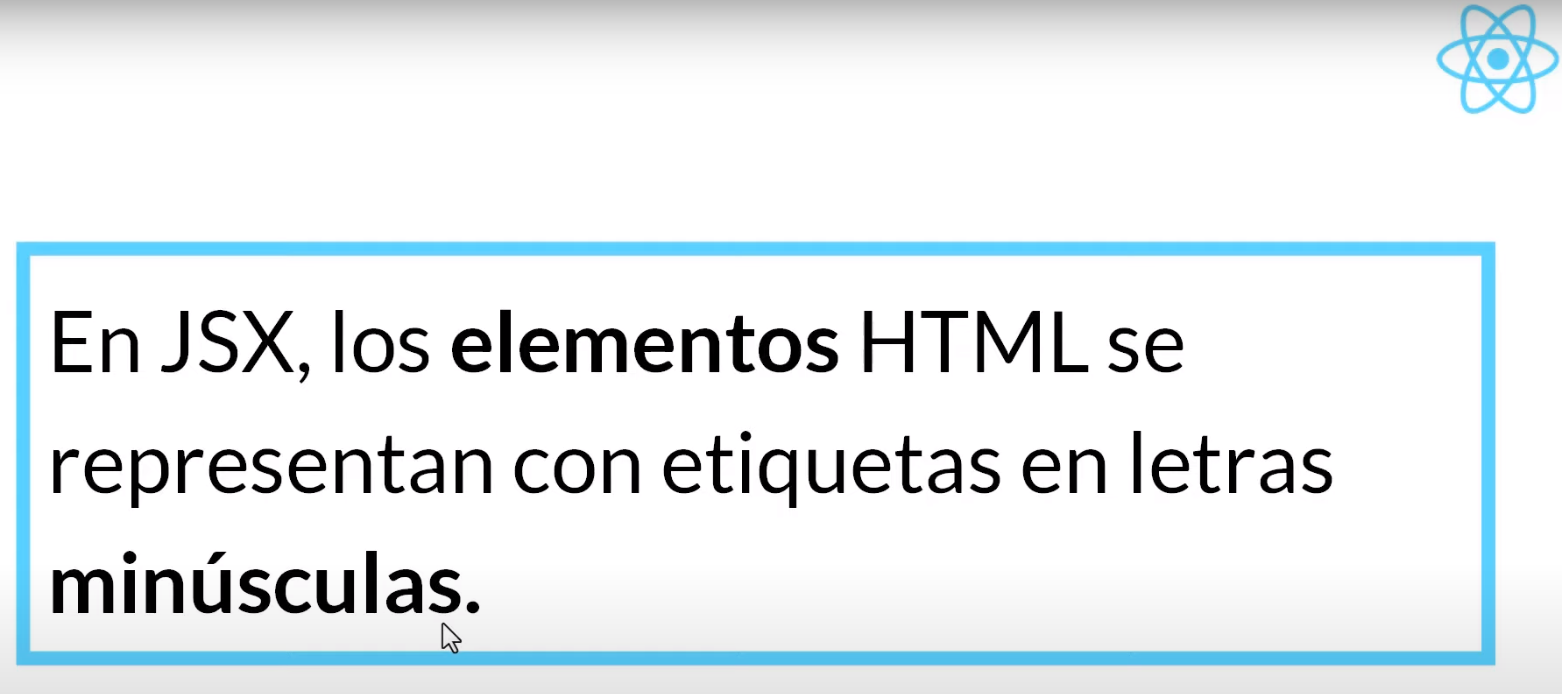 En JSX, los elementos HTML se
representan con etiquetas en letras
minúsculas.